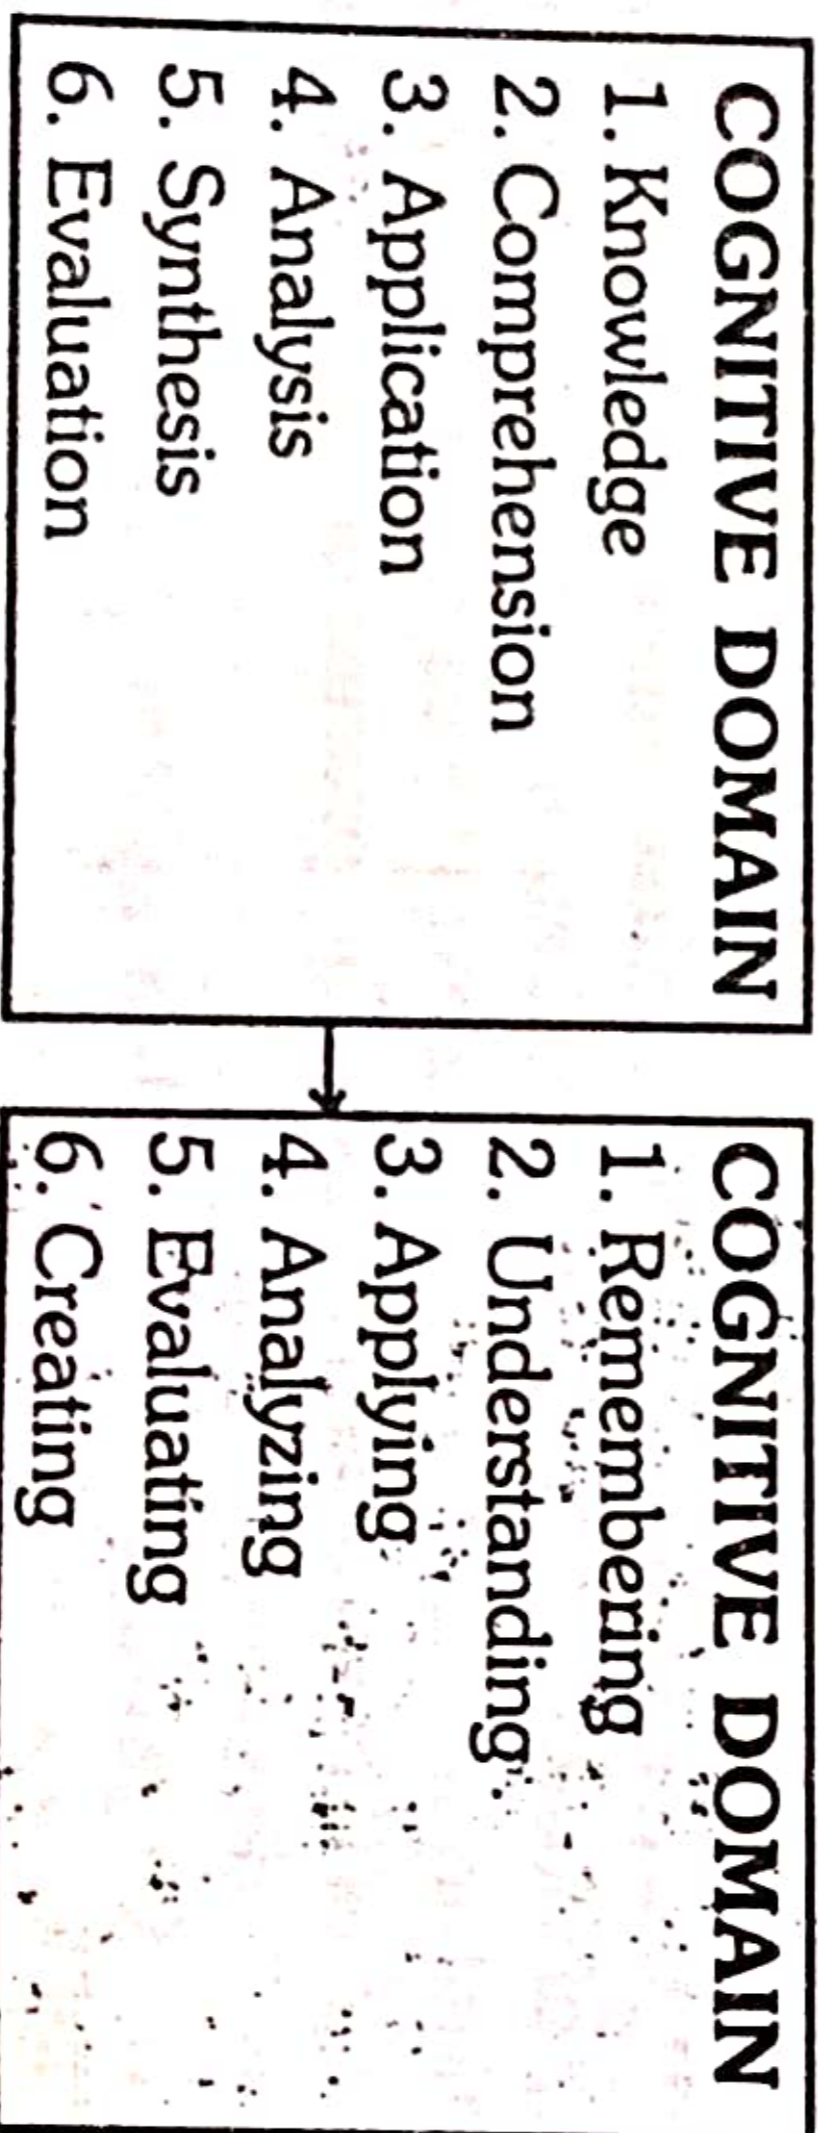 COGNITIVE DOMAIN
1. Knowledge
2. Comprehension
3. Application
4. Analysis
5. Synthesis
6. Evaluation
COGNITIVE DOMAIN
1. Remembering
2. Understanding
3. Applying
4. Analyzing
5. Evaluating
6. Creating